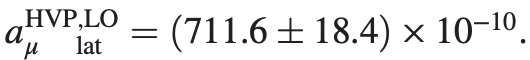 a_μ^{HVP,LO}_{lat} = (711.6 ± 18.4) × 10^{−10}.